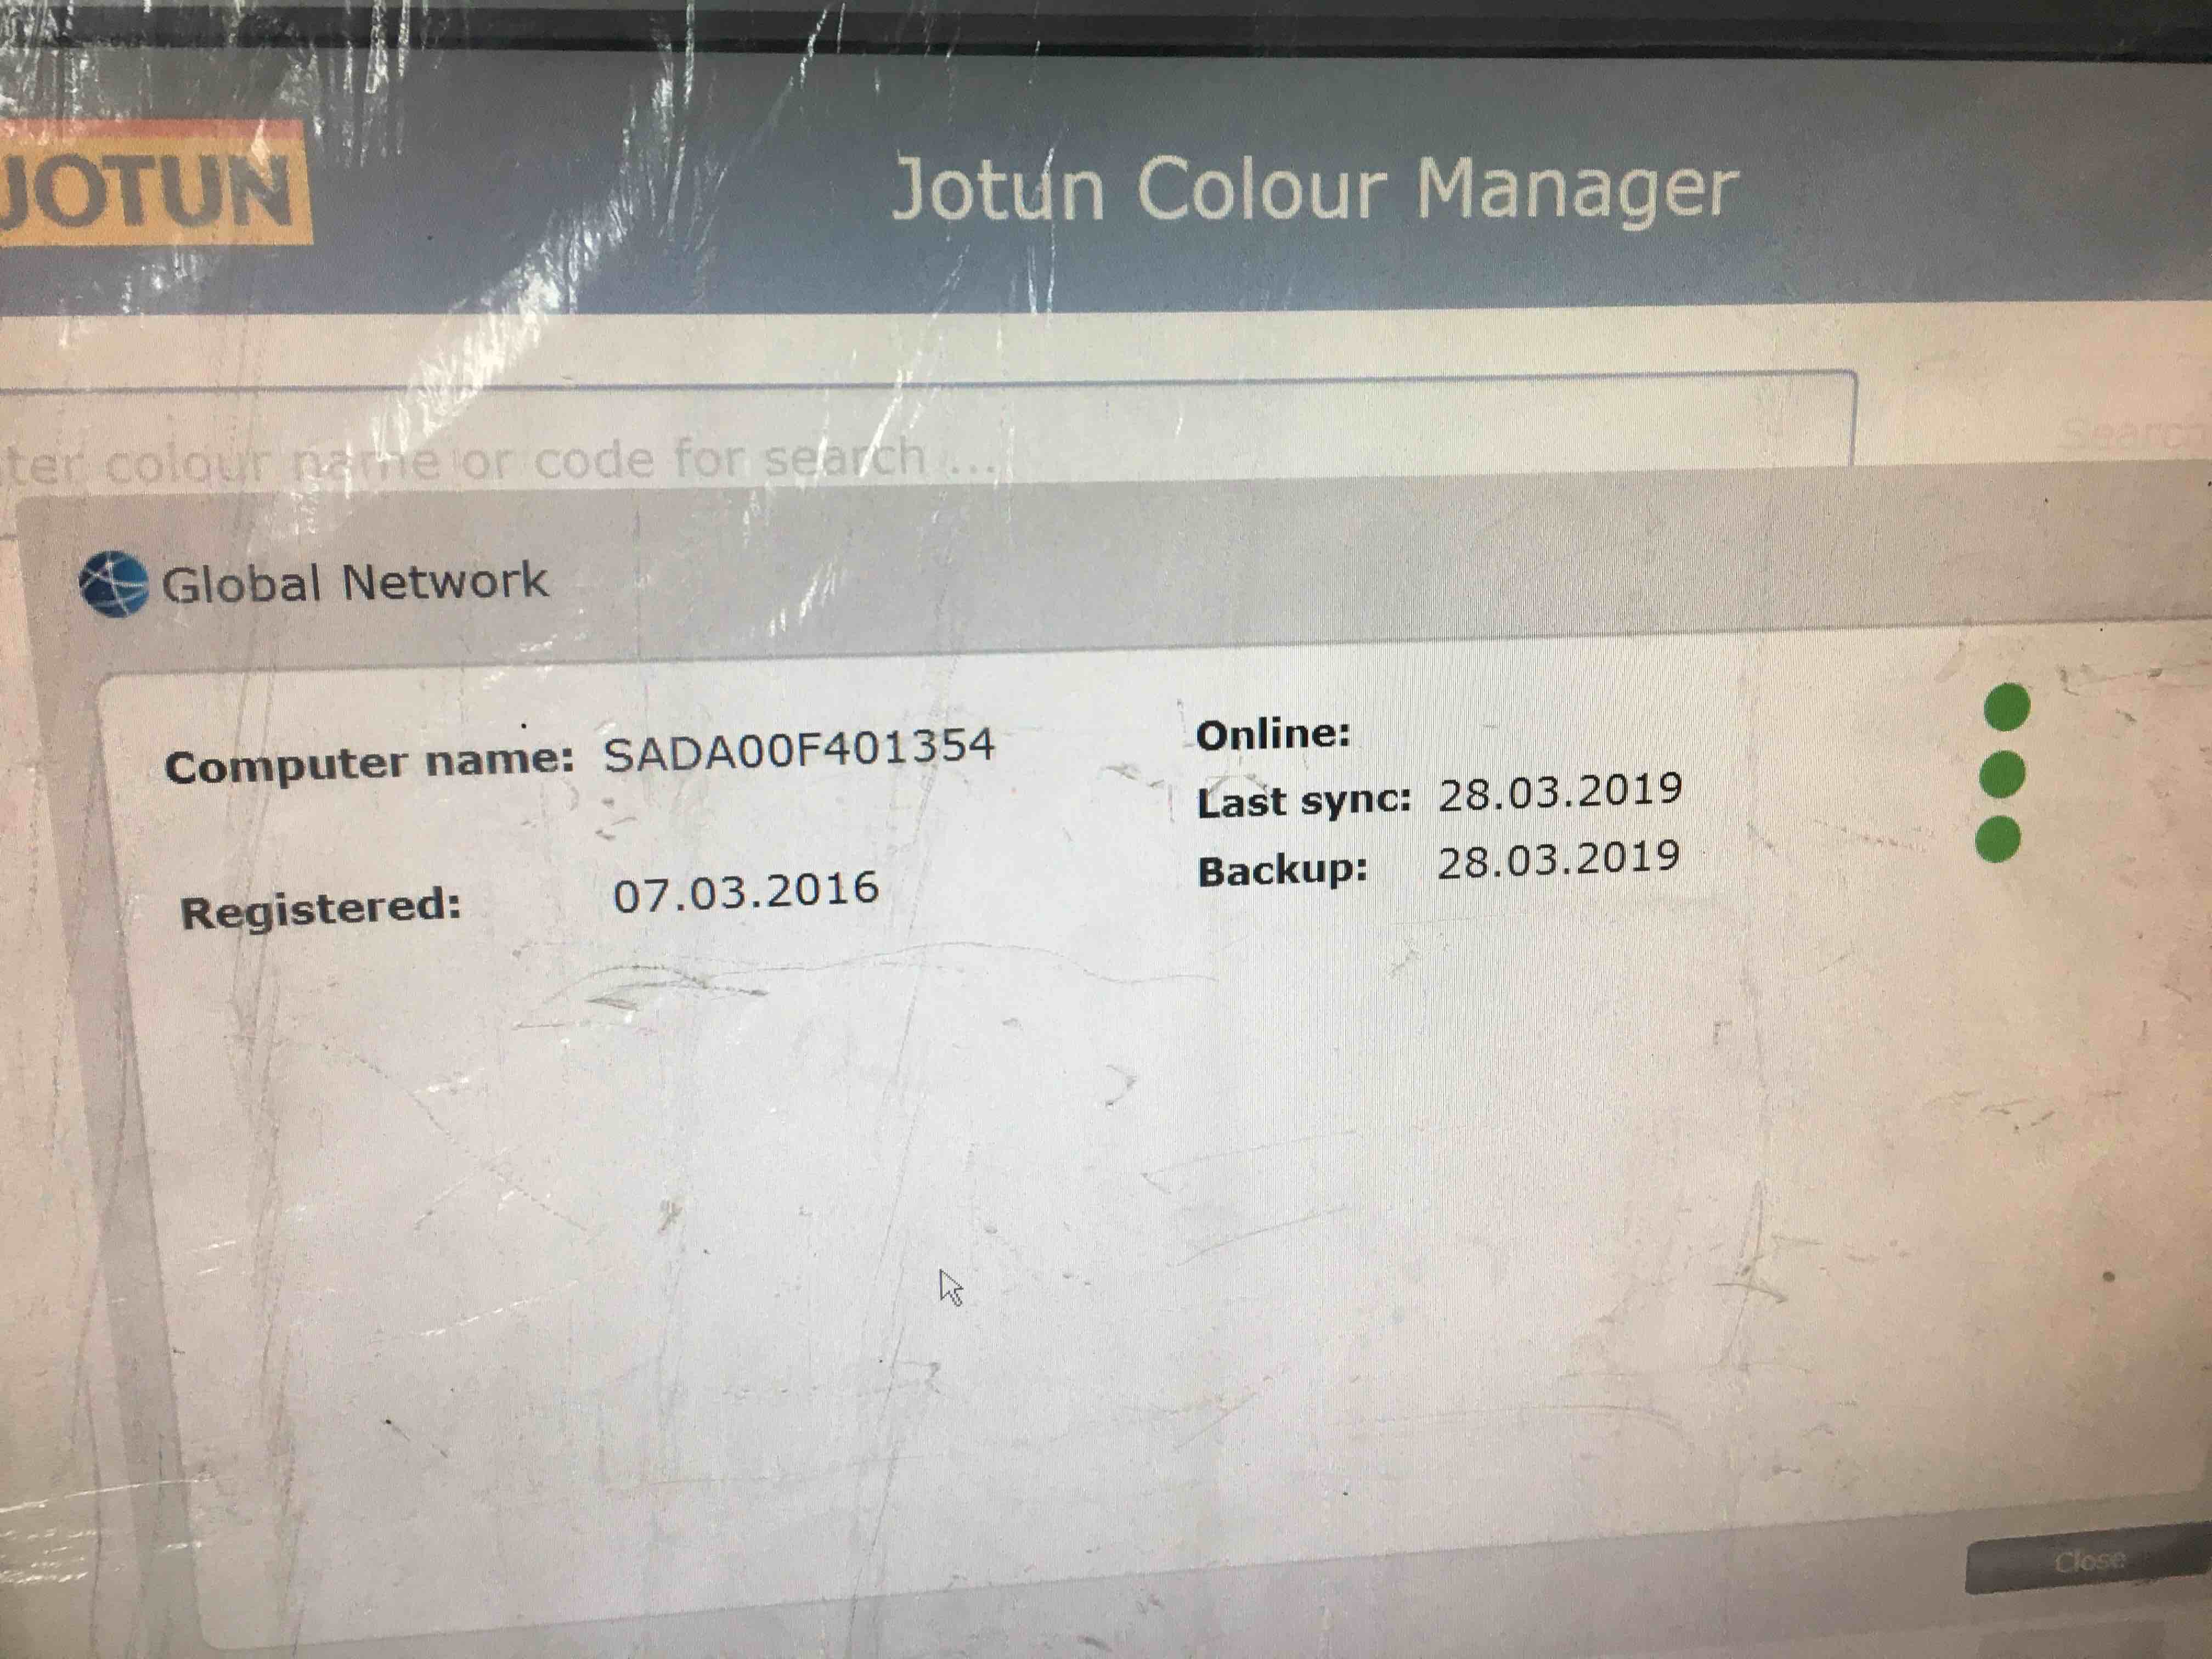 JOTUN
Jotun Colour Manager
ter colour name or code for search ...
Search
Global Network
Computer name: SADA00F401354
Online:
Last sync: 28.03.2019
Backup: 28.03.2019
Registered: 07.03.2016
Close